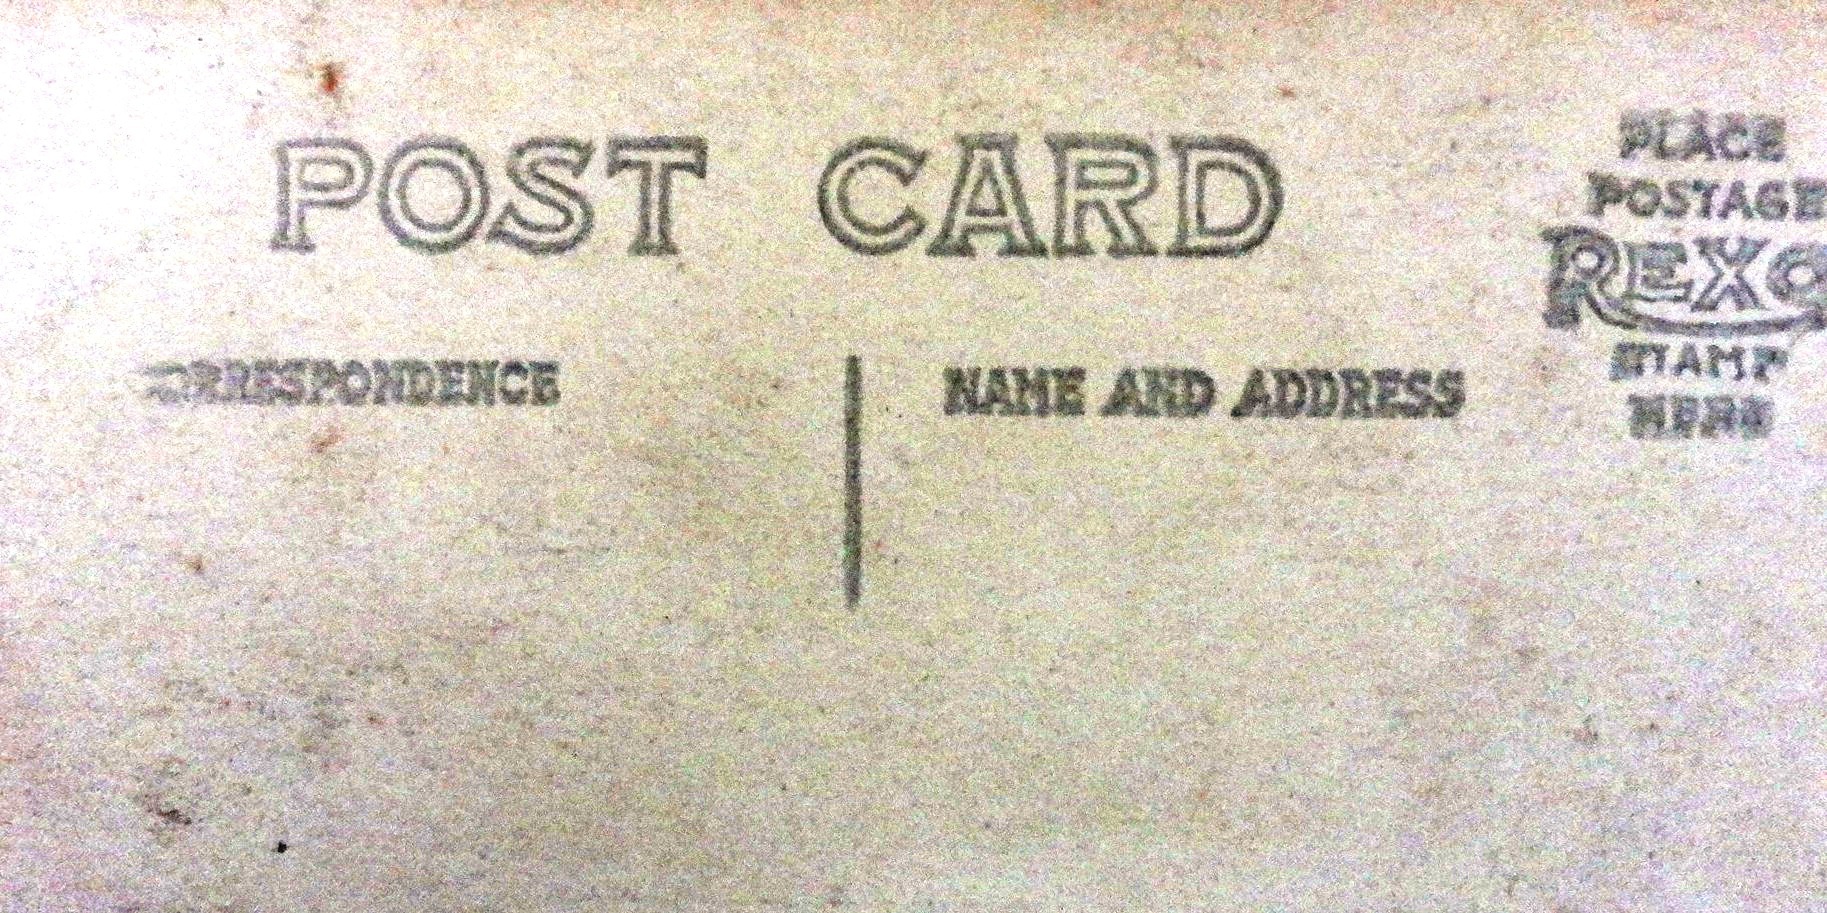 POST CARD
PLACE
POSTAGE
REXO
STAMP
HERE
CORRESPONDENCE
NAME AND ADDRESS